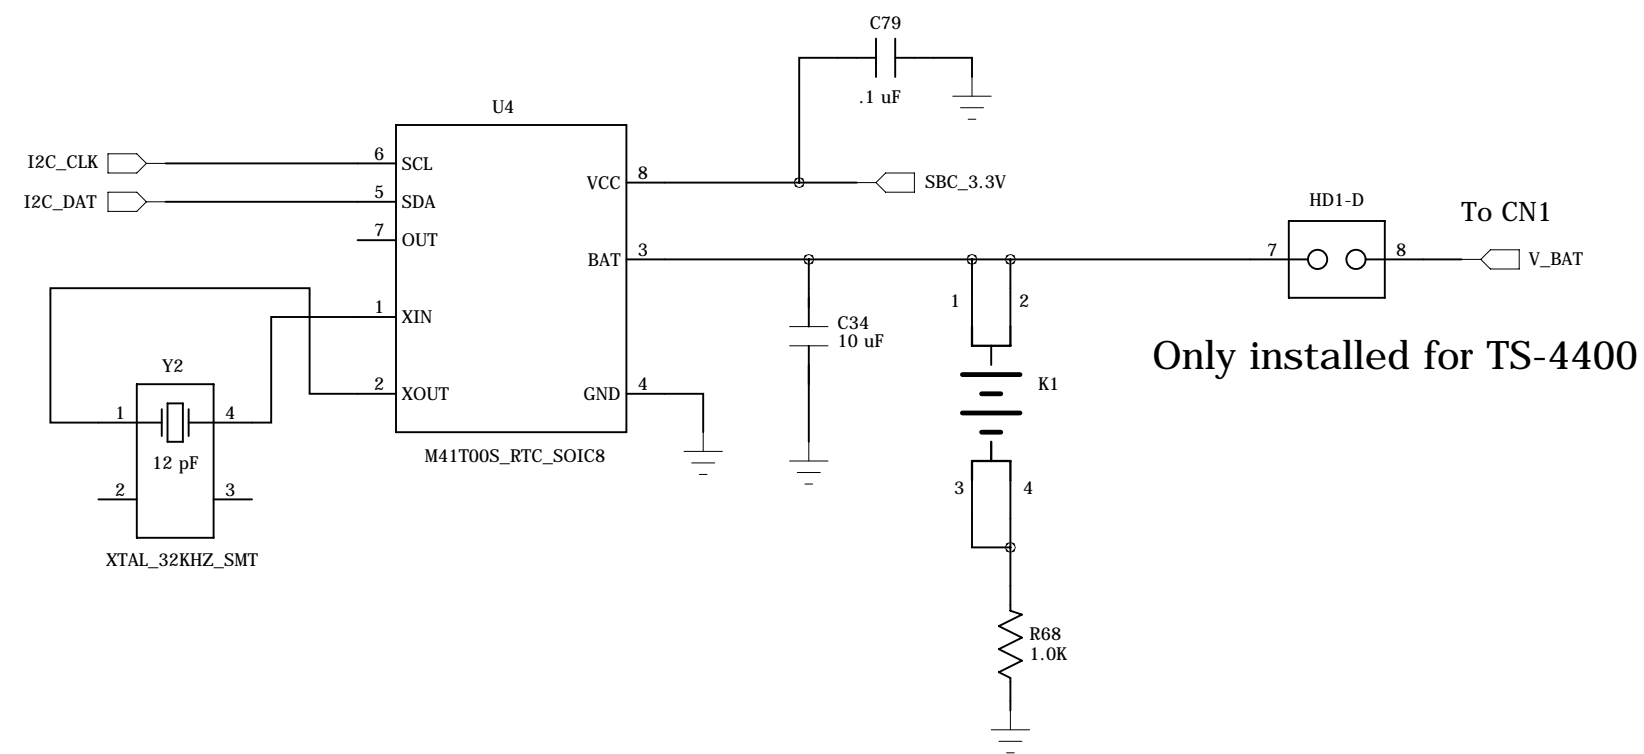 C79
.1 uF
U4
I2C_CLK
6
SCL
VCC
8
SBC_3.3V
I2C_DAT
5
SDA
7
OUT
HD1-D
To CN1
BAT
3
7
8
V_BAT
1
2
1
XIN
C34
10 uF
Only installed for TS-4400
Y2
2
XOUT
GND
4
K1
1
4
12 pF
M41T00S_RTC_SOIC8
2
3
3
4
XTAL_32KHZ_SMT
R68
1.0K